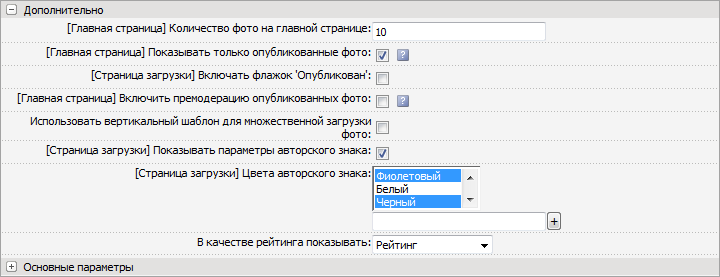 Дополнительно
[Главная страница] Количество фото на главной странице:
10
[Главная страница] Показывать только опубликованные фото:
?
[Страница загрузки] Включать флажок 'Опубликован':
[Главная страница] Включить премодерацию опубликованных фото:
?
Использовать вертикальный шаблон для множественной загрузки
фото:
[Страница загрузки] Показывать параметры авторского знака:
[Страница загрузки] Цвета авторского знака:
Фиолетовый
Белый
Черный
+
В качестве рейтинга показывать:
Рейтинг
Основные параметры